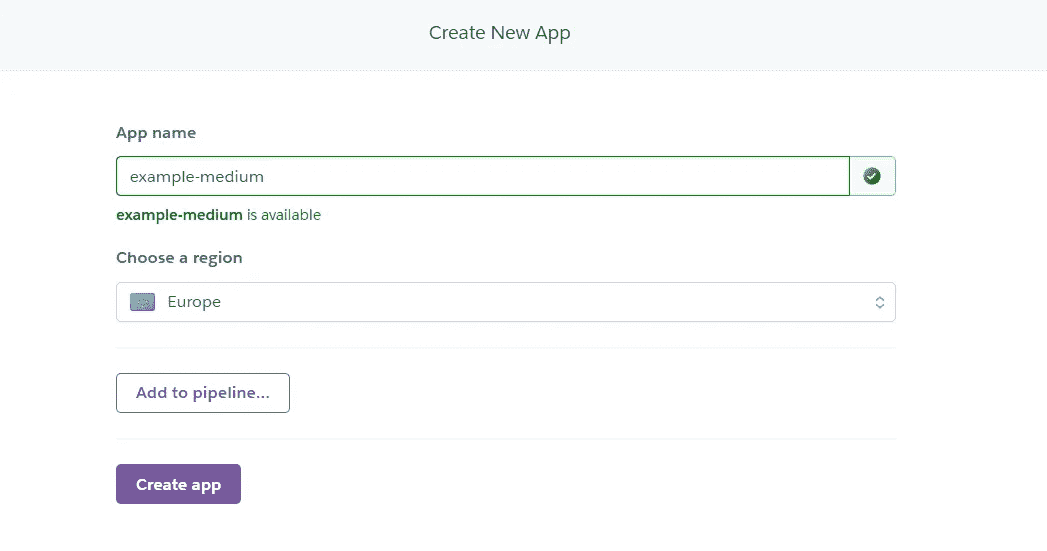 Create New App
App name
example-medium
example-medium is available
Choose a region
Europe
Add to pipeline...
Create app